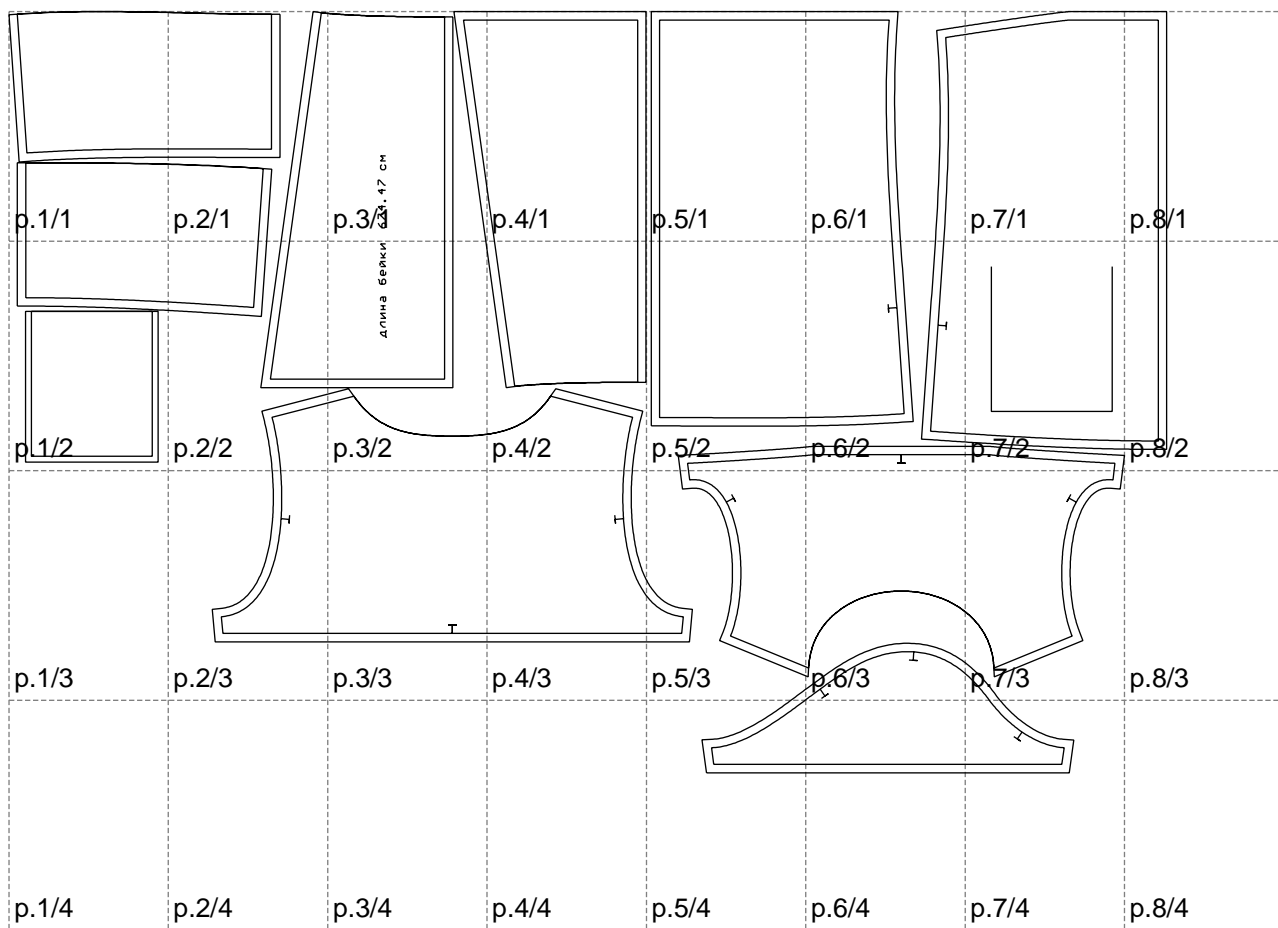 p.1/1 p.2/1 p.3/1 p.4/1 p.5/1 p.6/1 p.7/1 p.8/1
длина бейки
см
p.1/2 p.2/2 p.3/2 p.4/2 p.5/2 p.6/2 p.7/2 p.8/2
p.1/3 p.2/3 p.3/3 p.4/3 p.5/3 p.6/3 p.7/3 p.8/3
p.1/4 p.2/4 p.3/4 p.4/4 p.5/4 p.6/4 p.7/4 p.8/4